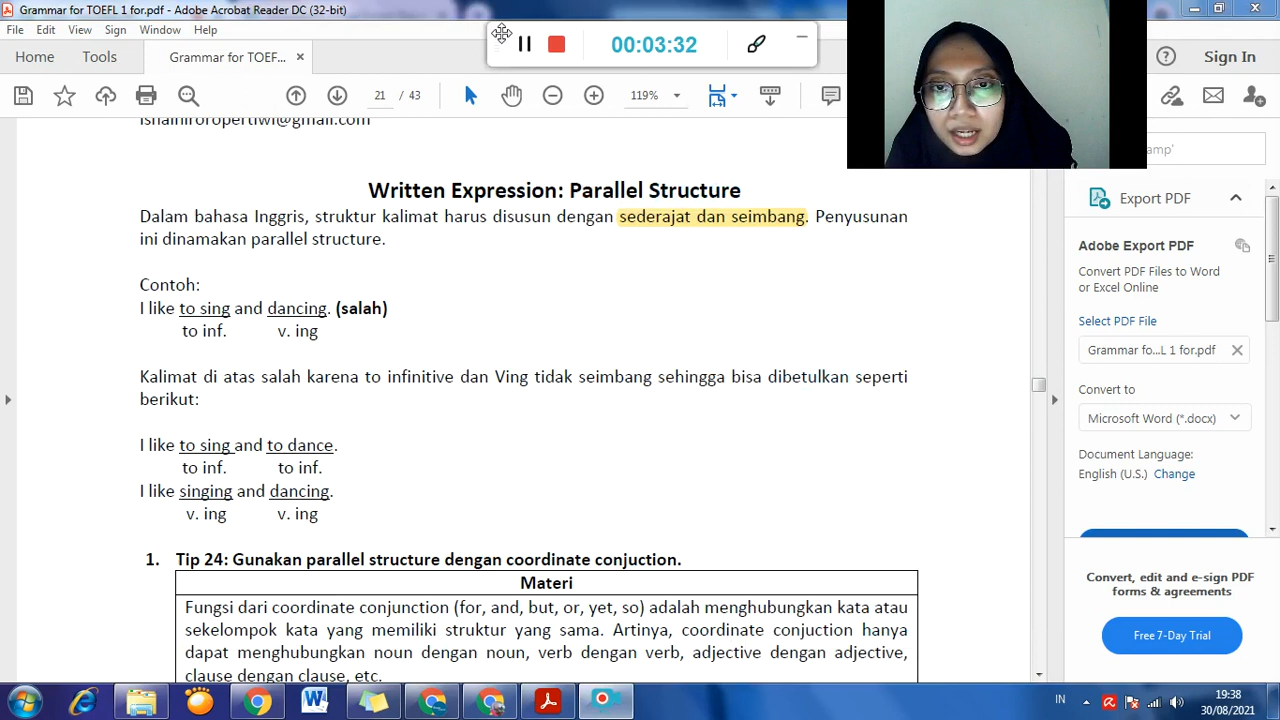 Grammar for TOEFL 1 for.pdf - Adobe Acrobat Reader DC (32-bit)
File Edit View Sign Window Help
00:03:32
Home Tools Grammar for TOEF... × Sign In
21 / 43 119%
ishainiroropertiwi@gmail.com
amp'
Written Expression: Parallel Structure
Dalam bahasa Inggris, struktur kalimat harus disusun dengan sederajat dan seimbang. Penyusunan
ini dinamakan parallel structure.
Contoh:
I like to sing and dancing. (salah)
to inf. v. ing
Kalimat di atas salah karena to infinitive dan Ving tidak seimbang sehingga bisa dibetulkan seperti
berikut:
I like to sing and to dance.
to inf. to inf.
I like singing and dancing.
v. ing v. ing
1. Tip 24: Gunakan parallel structure dengan coordinate conjuction.
Materi
Fungsi dari coordinate conjunction (for, and, but, or, yet, so) adalah menghubungkan kata atau
sekelompok kata yang memiliki struktur yang sama. Artinya, coordinate conjuction hanya
dapat menghubungkan noun dengan noun, verb dengan verb, adjective dengan adjective,
clause dengan clause, etc.
Export PDF
Adobe Export PDF
Convert PDF Files to Word
or Excel Online
Select PDF File
Grammar fo...L 1 for.pdf
Convert to
Microsoft Word (*.docx)
Document Language:
English (U.S.) Change
Convert, edit and e-sign PDF
forms & agreements
Free 7-Day Trial
IN
19:38
30/08/2021